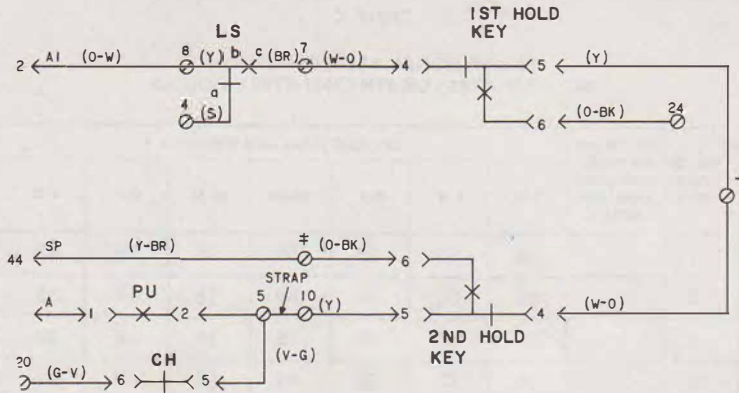 1ST HOLD
KEY
LS
2 A1 (O-W) 8 (Y) b c (BR) 7 (W-O) 4 5 (Y)
a
4
(S)
6 (O-BK) 24
44 SP (Y-BR) ‡ (O-BK) 6
STRAP
A 1 PU 2 5 10 (Y) 5 4 (W-O)
2ND HOLD
KEY
(V-G)
CH
20 (G-V) 6 5